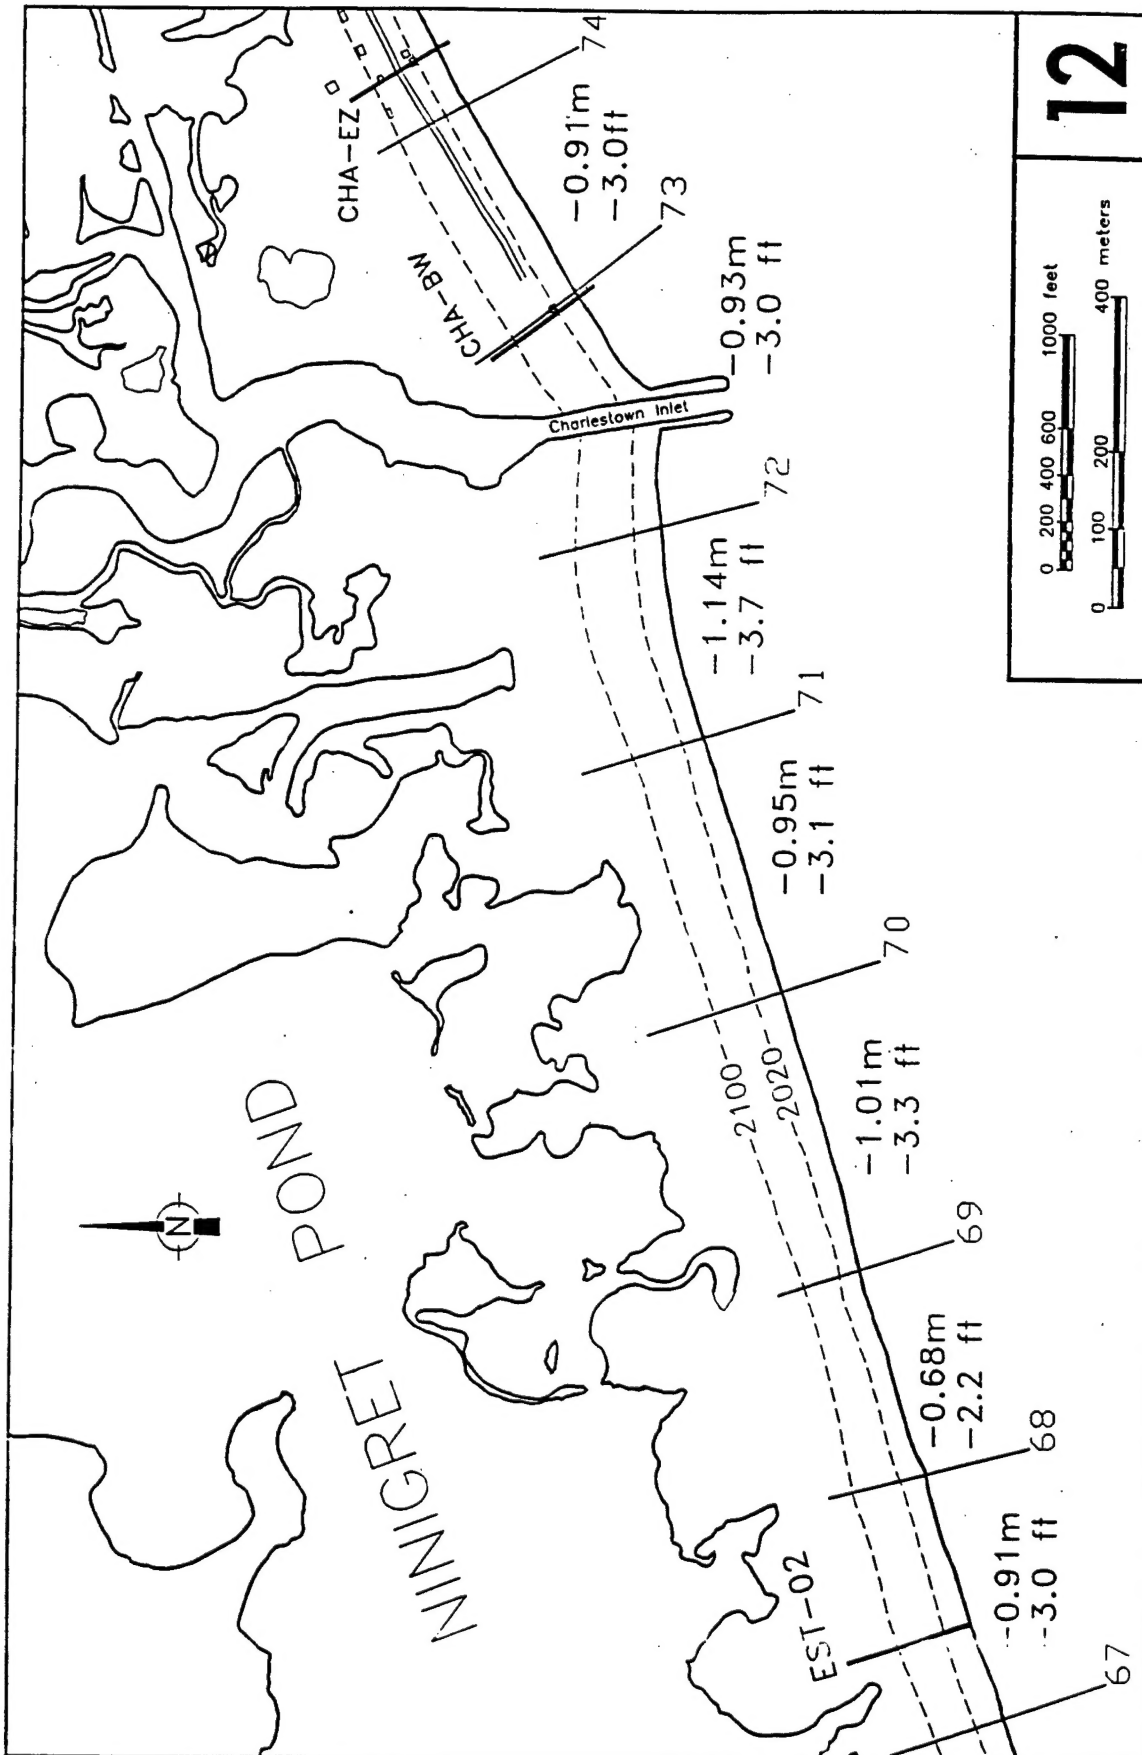 12
74
CHA-EZ
-0.91m
-3.0ft
73
CHA-BW
-0.93m
-3.0 ft
Charlestown Inlet
72
-1.14m
-3.7 ft
71
-0.95m
-3.1 ft
70
2100
2020
-1.01m
-3.3 ft
69
-0.68m
-2.2 ft
68
EST-02
-0.91m
-3.0 ft
67
N
NINIGRET POND
0 200 400 600 1000 feet
0 100 200 400 meters